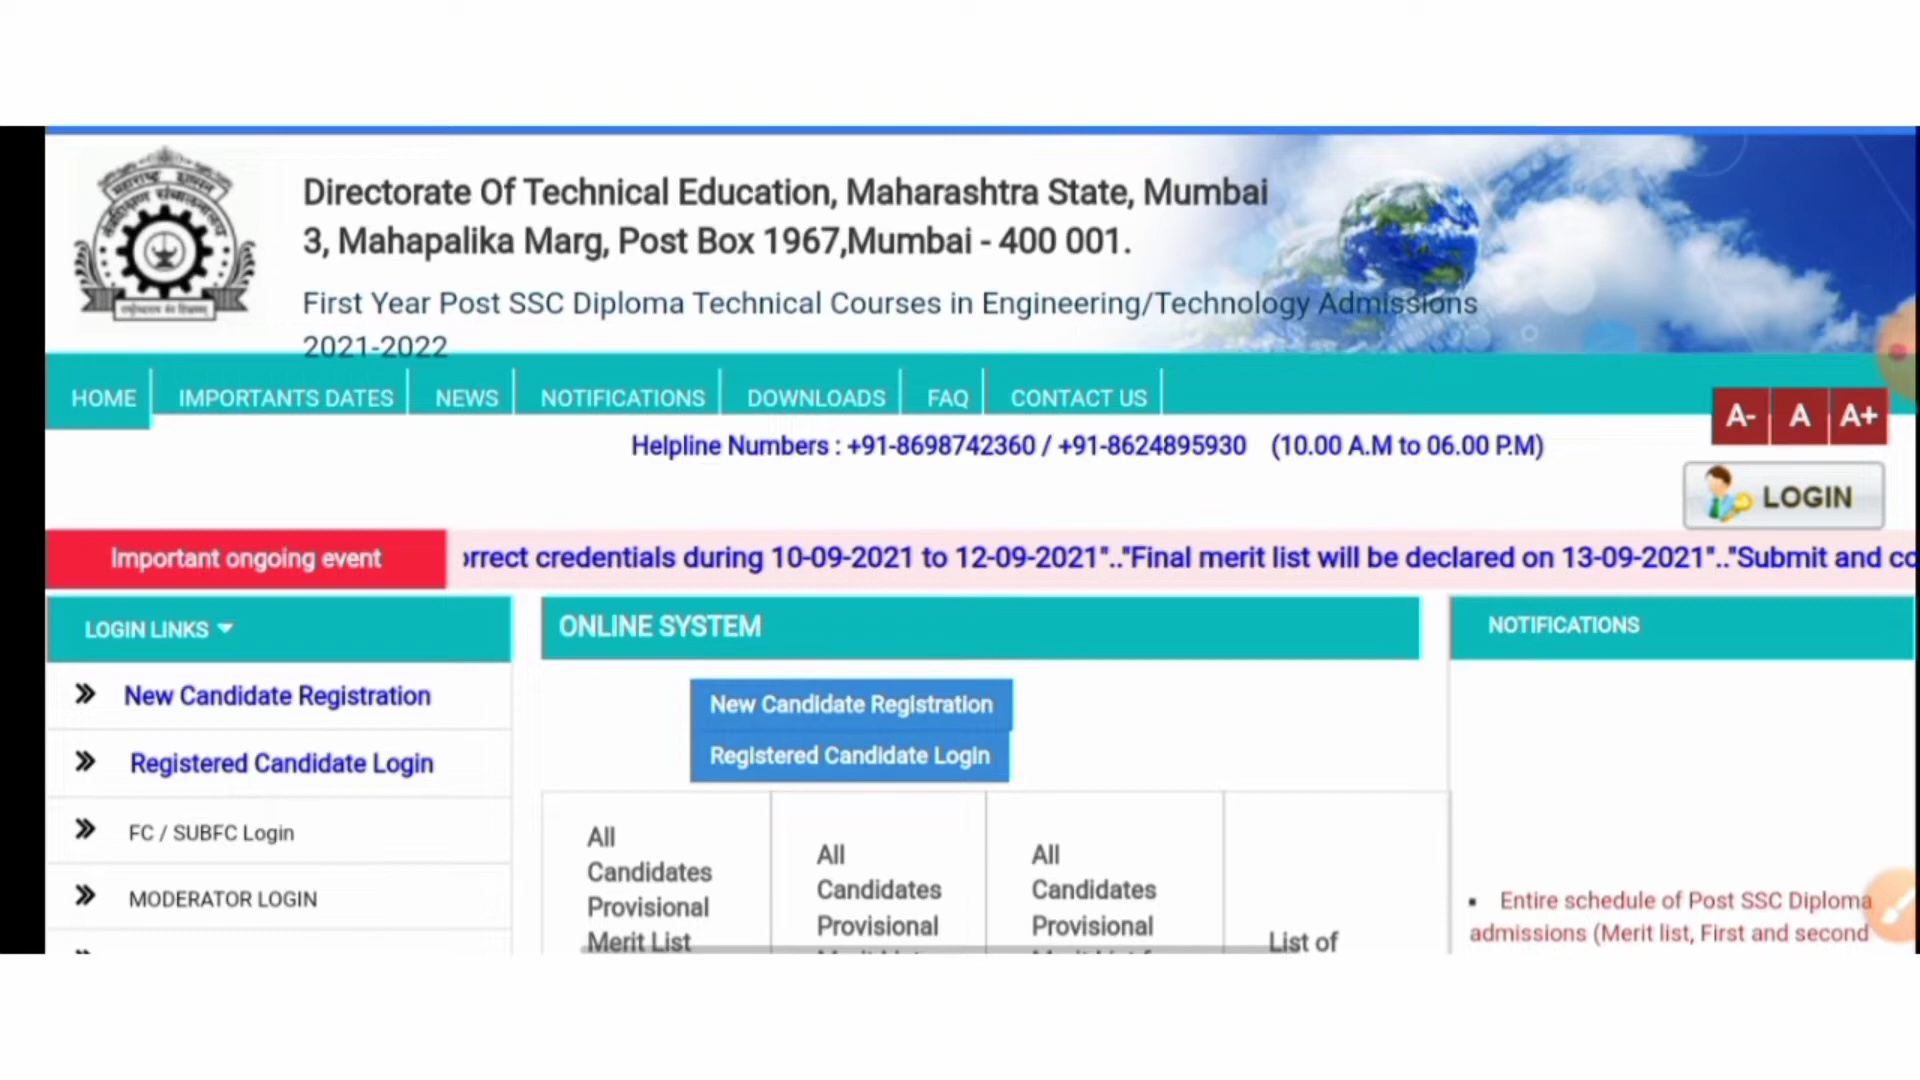 Directorate Of Technical Education, Maharashtra State, Mumbai
3, Mahapalika Marg, Post Box 1967,Mumbai - 400 001.
First Year Post SSC Diploma Technical Courses in Engineering/Technology Admissions
2021-2022
HOME
IMPORTANTS DATES
NEWS
NOTIFICATIONS
DOWNLOADS
FAQ
CONTACT US
A-
A
A+
Helpline Numbers : +91-8698742360 / +91-8624895930 (10.00 A.M to 06.00 P.M)
LOGIN
Important ongoing event
credentials during 10-09-2021 to 12-09-2021".."Final merit list will be declared on 13-09-2021".."Submit and
LOGIN LINKS
New Candidate Registration
Registered Candidate Login
FC / SUBFC Login
MODERATOR LOGIN
ONLINE SYSTEM
New Candidate Registration
Registered Candidate Login
All
Candidates
Provisional
Merit List
All
Candidates
Provisional
All
Candidates
Provisional
List of
NOTIFICATIONS
Entire schedule of Post SSC Diploma
admissions (Merit list, First and second